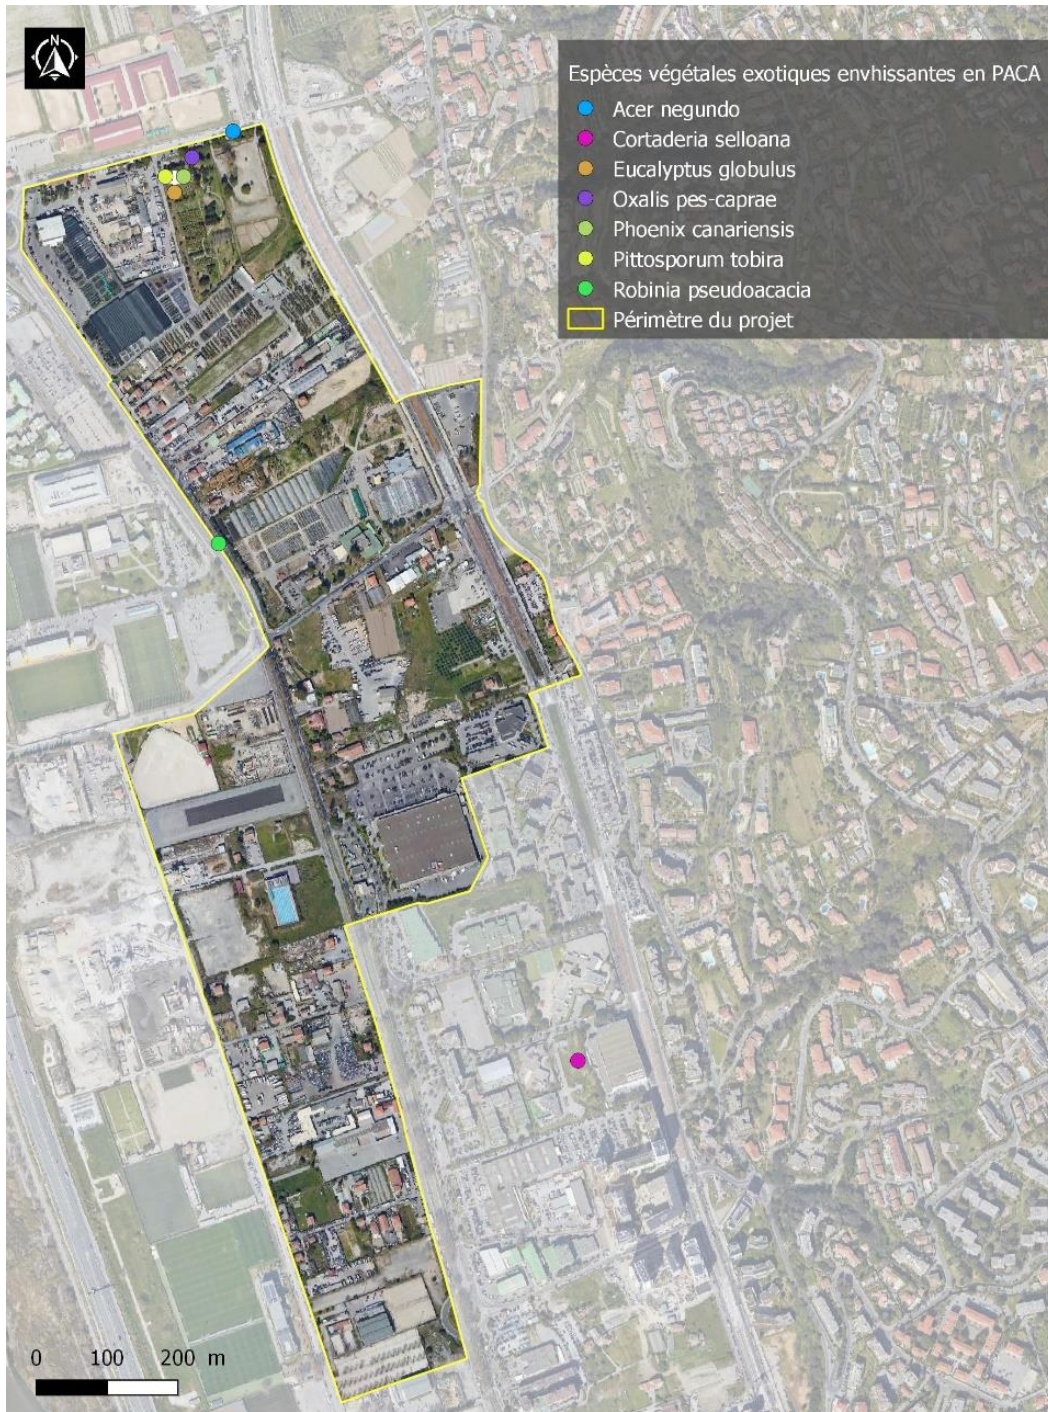 N
Espèces végétales exotiques envhissantes en PACA
Acer negundo
Cortaderia selloana
Eucalyptus globulus
Oxalis pes-caprae
Phoenix canariensis
Pittosporum tobira
Robinia pseudoacacia
Périmètre du projet
0 100 200 m